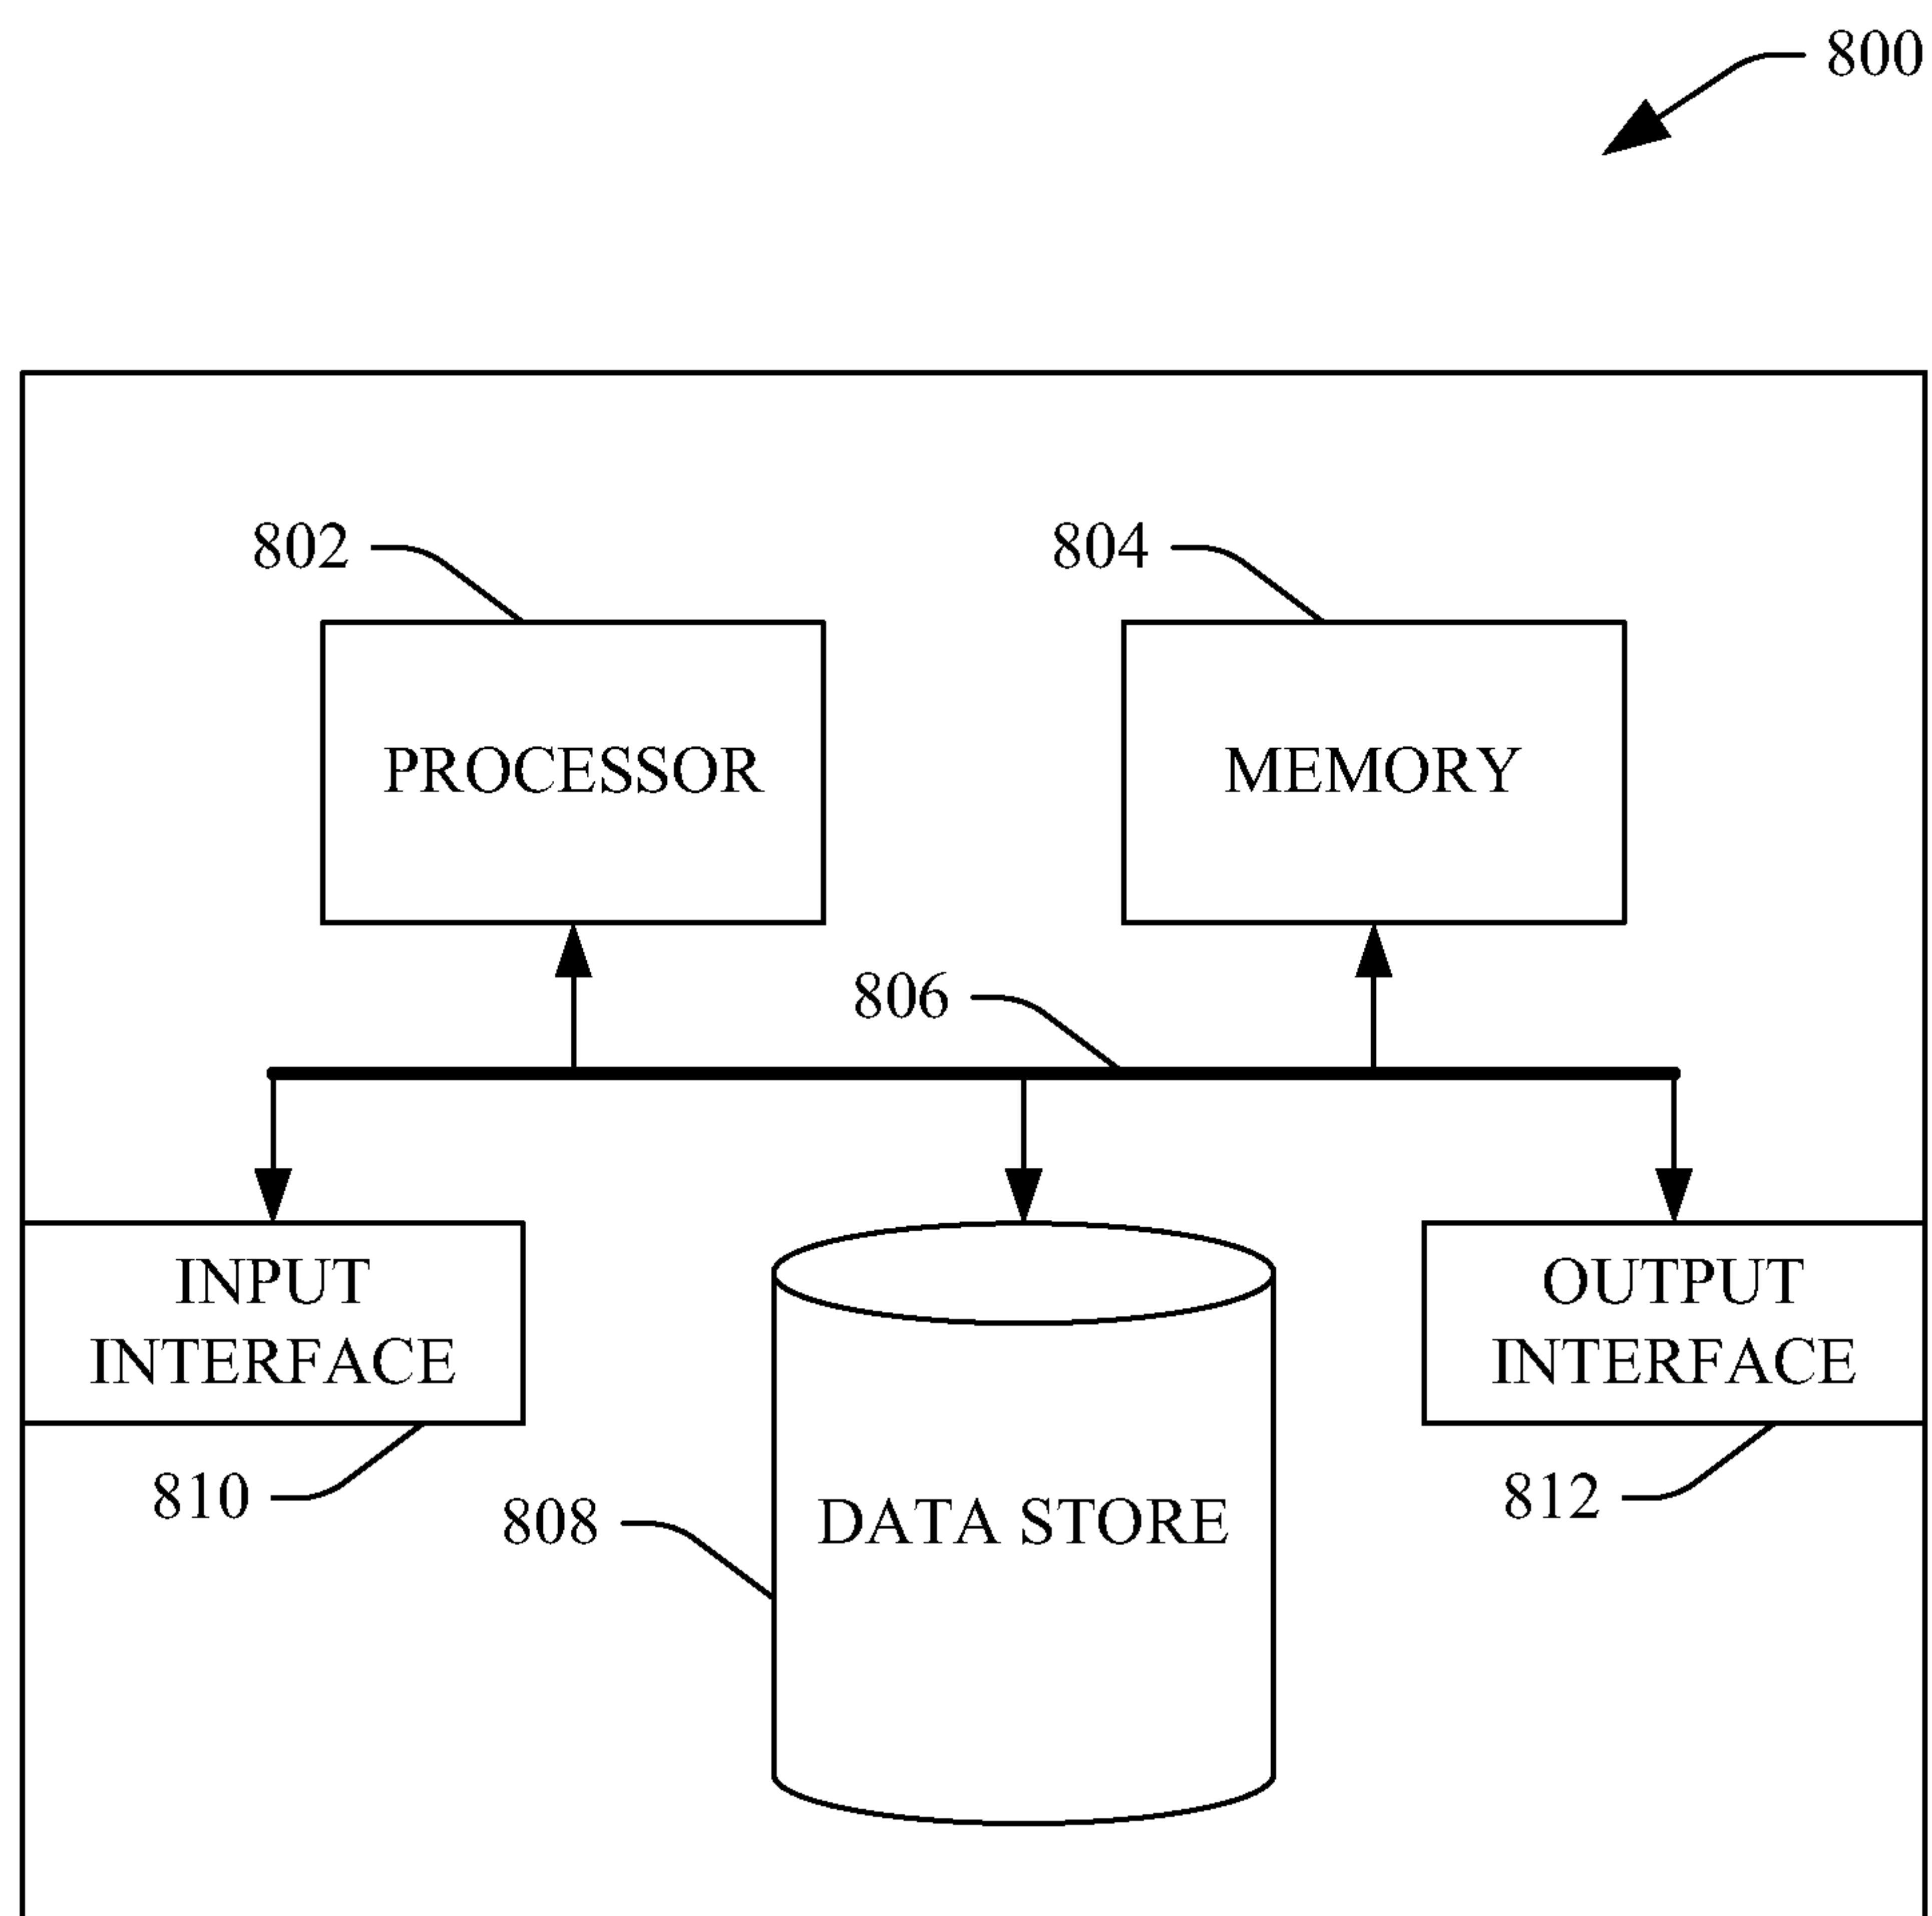 800
802
804
PROCESSOR
MEMORY
806
INPUT
INTERFACE
OUTPUT
INTERFACE
810
808
DATA STORE
812